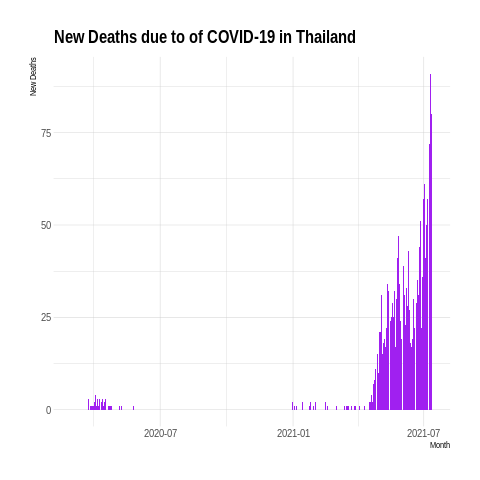 New Deaths due to of COVID-19 in Thailand
New Deaths
75
50
25
0
2020-07
2021-01
2021-07
Month